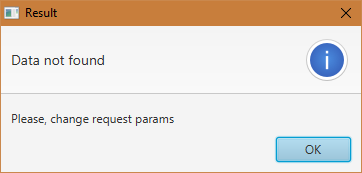 Result
Data not found
Please, change request params
OK